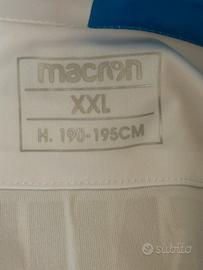 macron
XXL
H. 190-195CM
subito